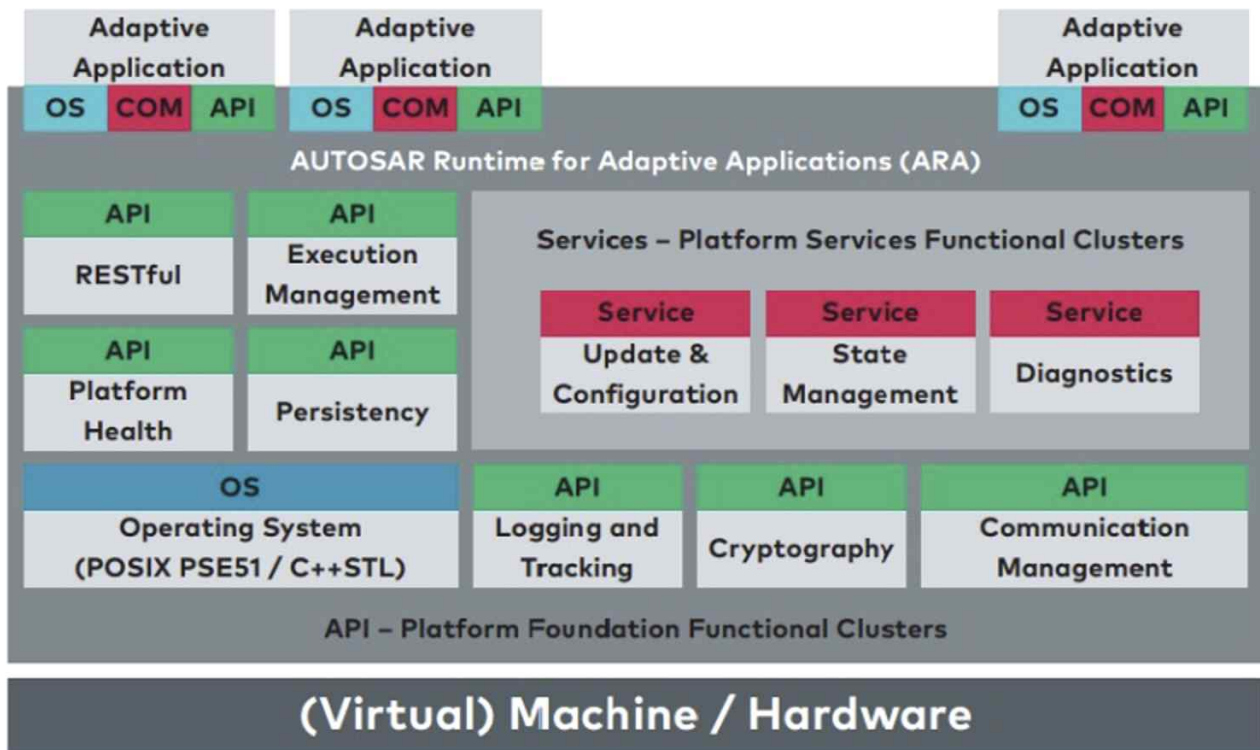 Adaptive
Application
OS COM API
Adaptive
Application
OS COM API
Adaptive
Application
OS COM API
AUTOSAR Runtime for Adaptive Applications (ARA)
API
RESTful
API
Execution
Management
Services – Platform Services Functional Clusters
Service
Update &
Configuration
Service
State
Management
Service
Diagnostics
API
Platform
Health
API
Persistency
OS
Operating System
(POSIX PSE51 / C++STL)
API
Logging and
Tracking
API
Cryptography
API
Communication
Management
API – Platform Foundation Functional Clusters
(Virtual) Machine / Hardware